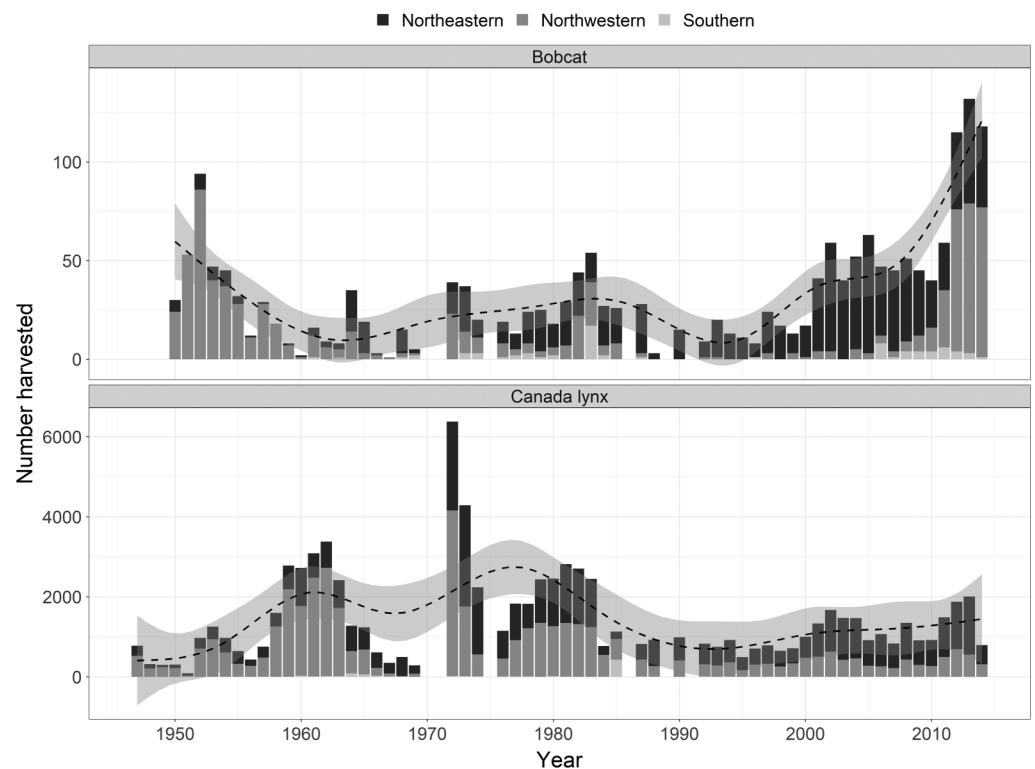 Northeastern Northwestern Southern
Bobcat
100
50
0
Number harvested
Canada lynx
6000
4000
2000
0
1950 1960 1970 1980 1990 2000 2010
Year